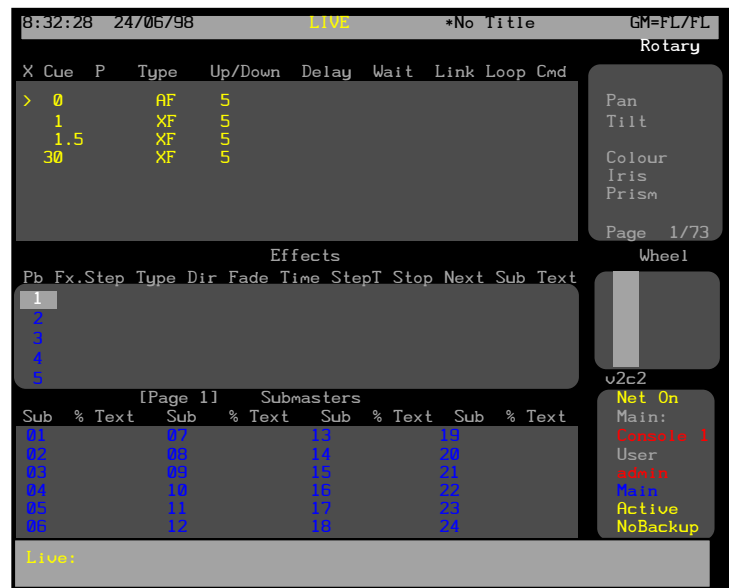 8:32:28 24/06/98 LIVE *No Title GM=FL/FL
Rotary
X Cue P Type Up/Down Delay Wait Link Loop Cmd
> 0 AF 5
1 XF 5
1.5 XF 5
30 XF 5
Pan
Tilt
Colour
Iris
Prism
Page 1/73
Effects
Wheel
Pb Fx.Step Type Dir Fade Time StepT Stop Next Sub Text
1
2
3
4
5
v2c2
[Page 1] Submasters
Sub % Text Sub % Text Sub % Text Sub % Text
01 07 13 19
02 08 14 20
03 09 15 21
04 10 16 22
05 11 17 23
06 12 18 24
Net On
Main:
Console 1
User
admin
Main
Active
NoBackup
Live: